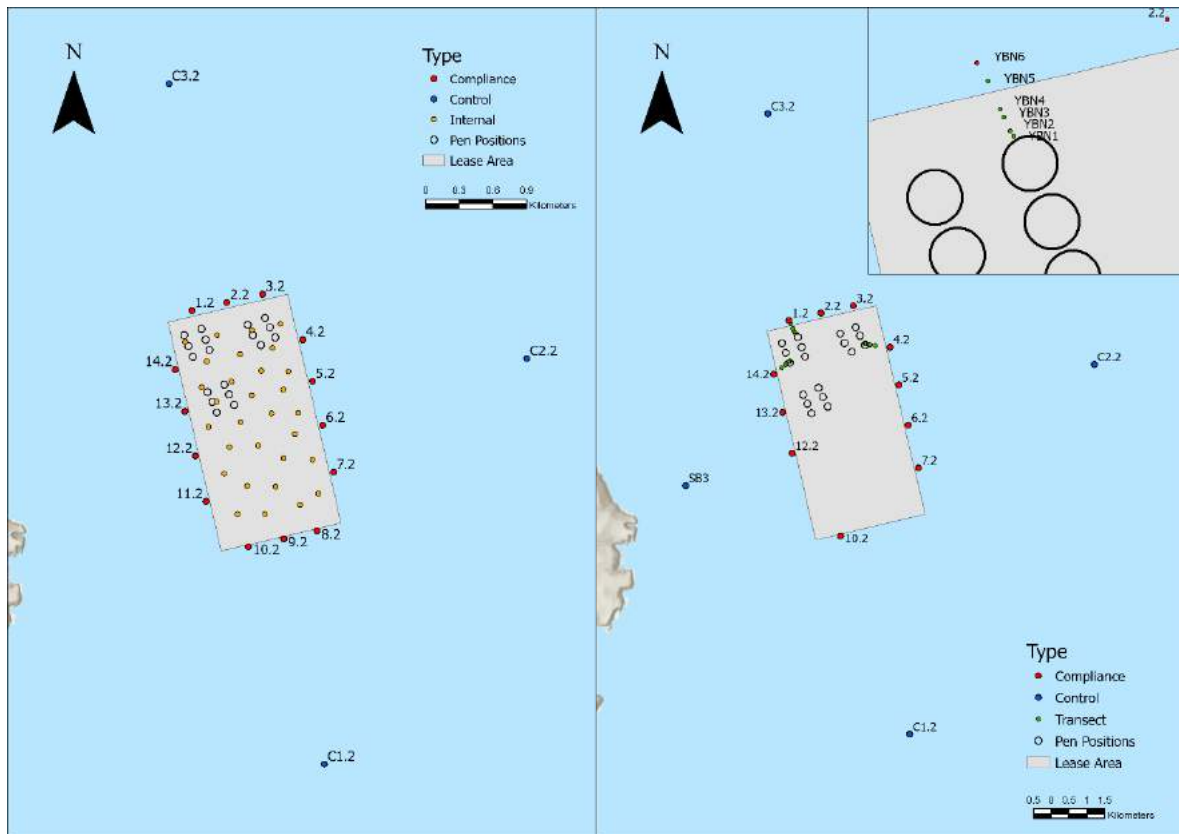 N
C3.2
Type
Compliance
Control
Internal
Pen Positions
Lease Area
0 0.3 0.6 0.9
Kilometers
1.2
2.2
3.2
4.2
14.2
5.2
C2.2
13.2
6.2
12.2
7.2
11.2
8.2
9.2
10.2
C1.2
N
C3.2
2.2
YBN6
YBN5
YBN4
YBN3
YBN2
YBN1
1.2
2.2
3.2
4.2
C2.2
14.2
5.2
13.2
6.2
12.2
7.2
SB3
10.2
C1.2
Type
Compliance
Control
Transect
Pen Positions
Lease Area
0.5 0 0.5 1 1.5
Kilometers